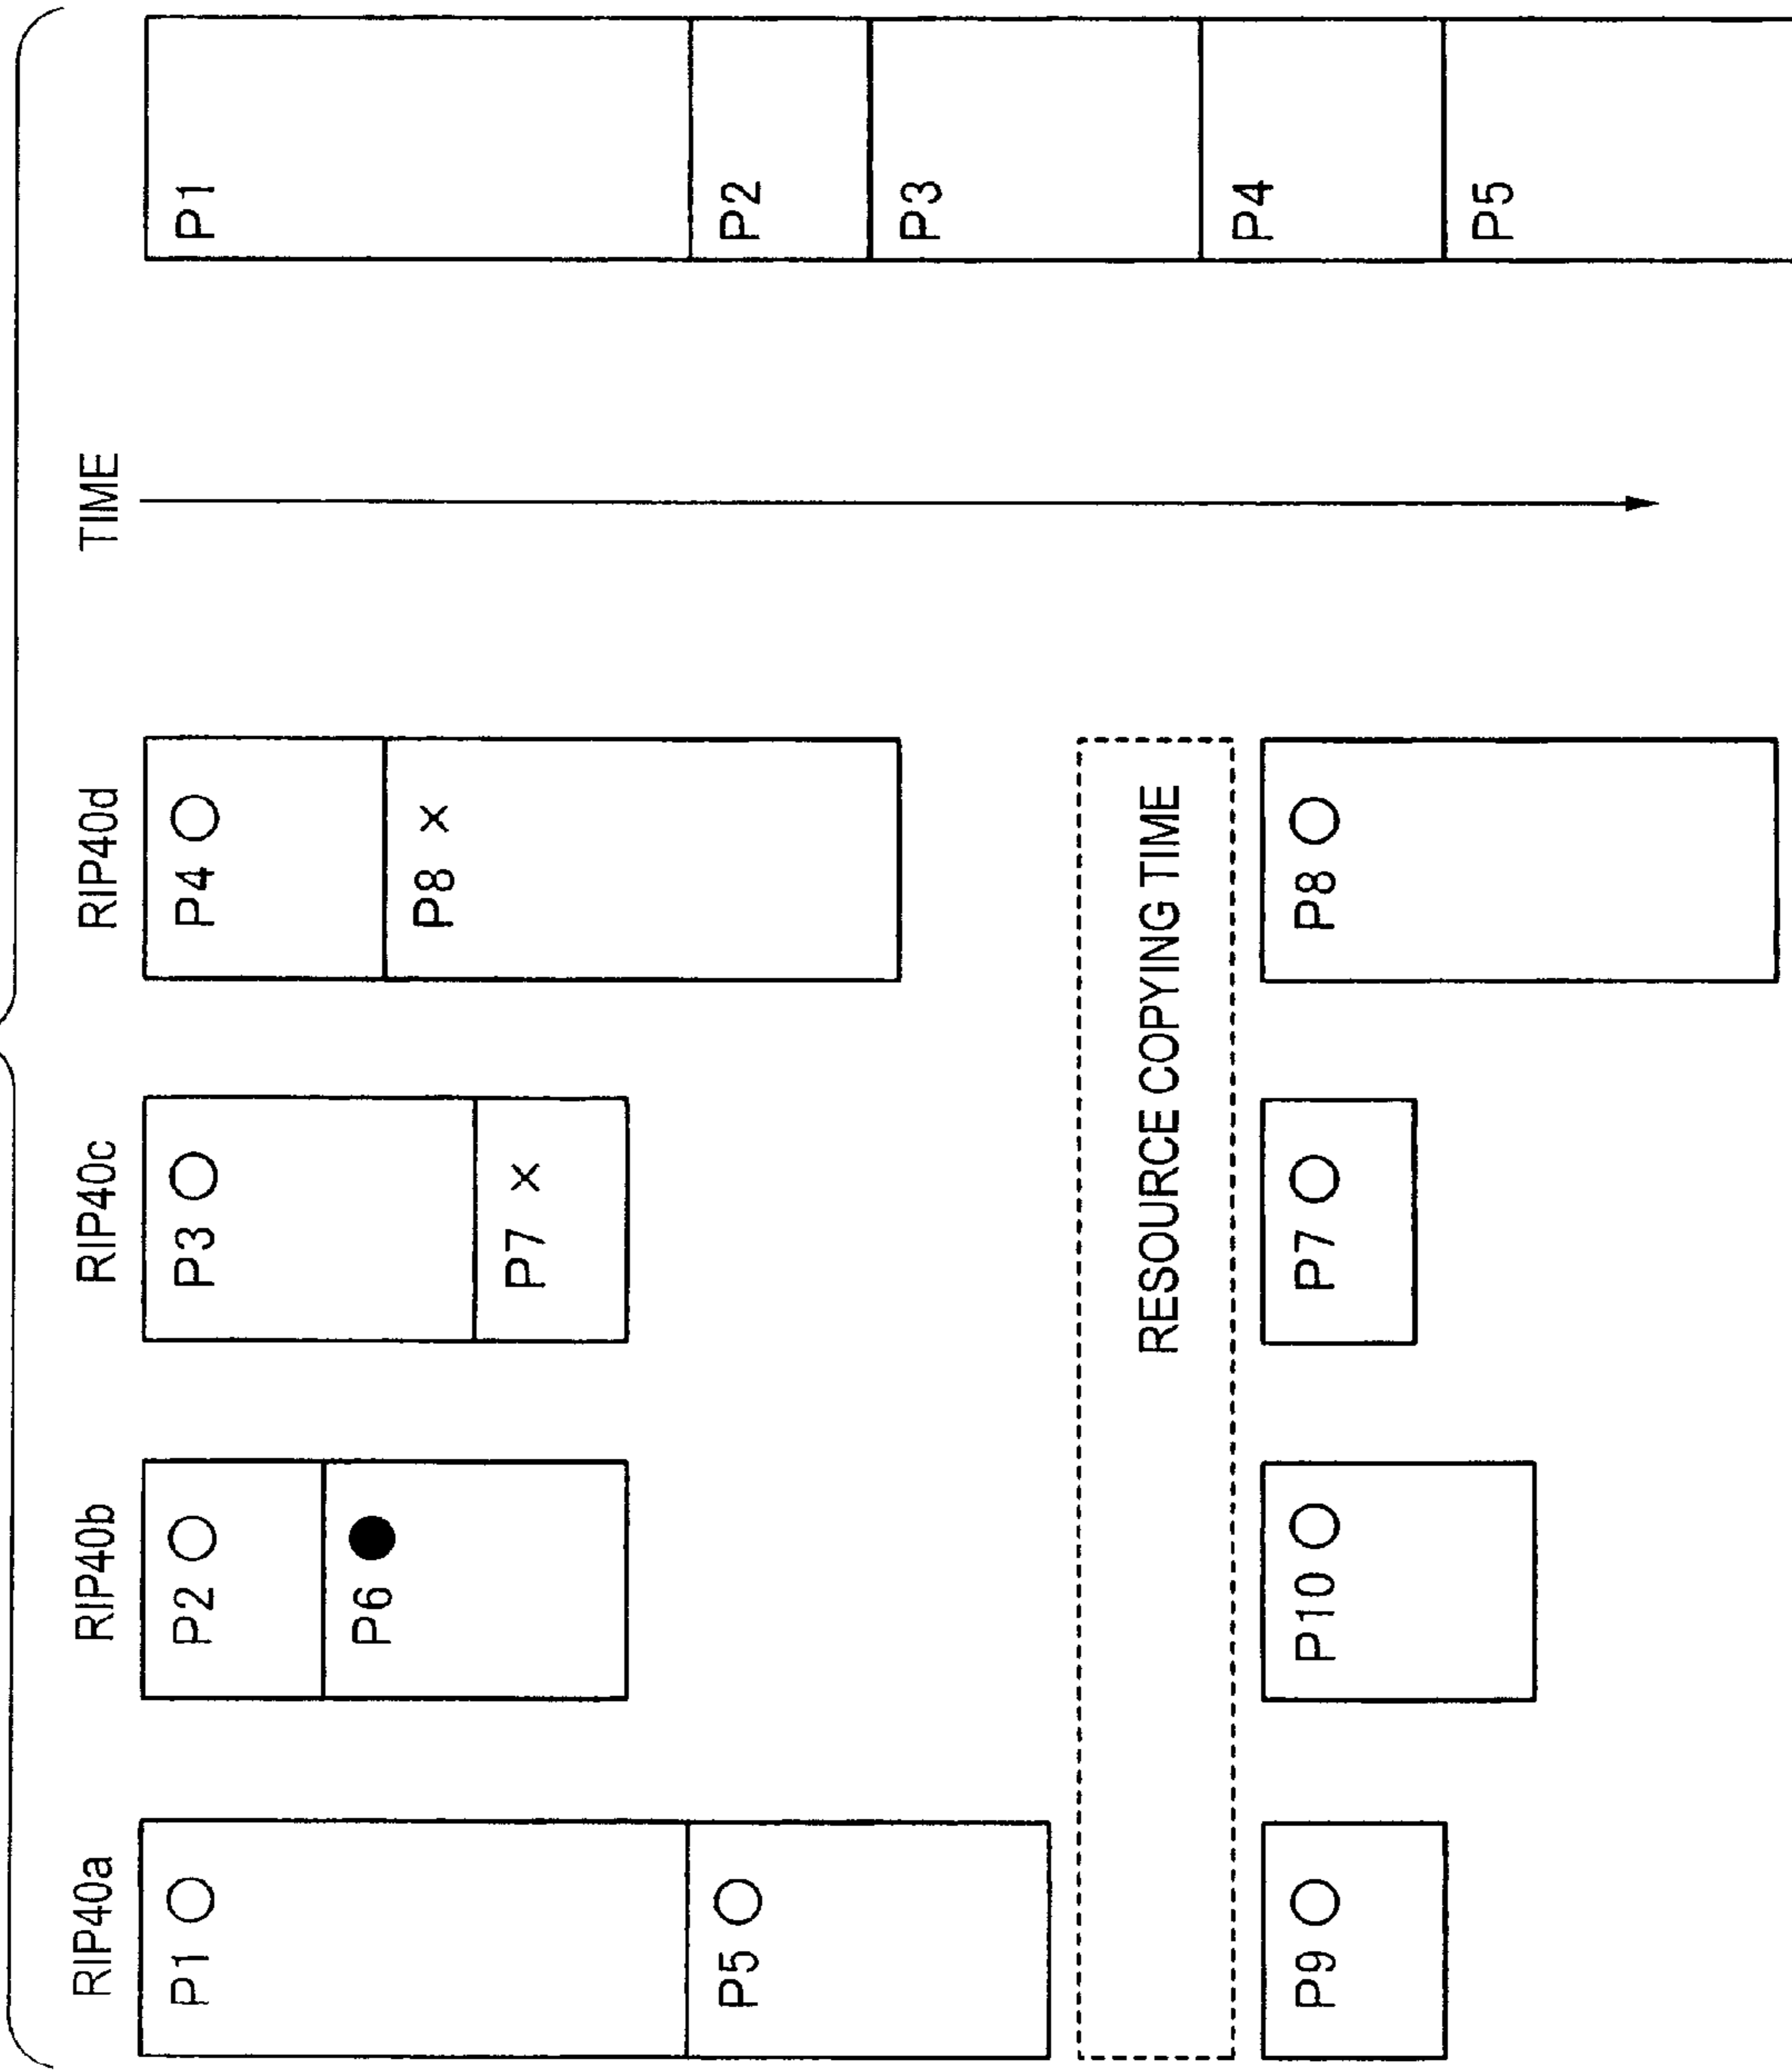 RIP40a
RIP40b
RIP40c
RIP40d
TIME
P1 ○
P5 ○
P2 ○
P6 ●
P3 ○
P7 ×
P4 ○
P8 ×
RESOURCE COPYING TIME
P9 ○
P10 ○
P7 ○
P8 ○
P1
P2
P3
P4
P5